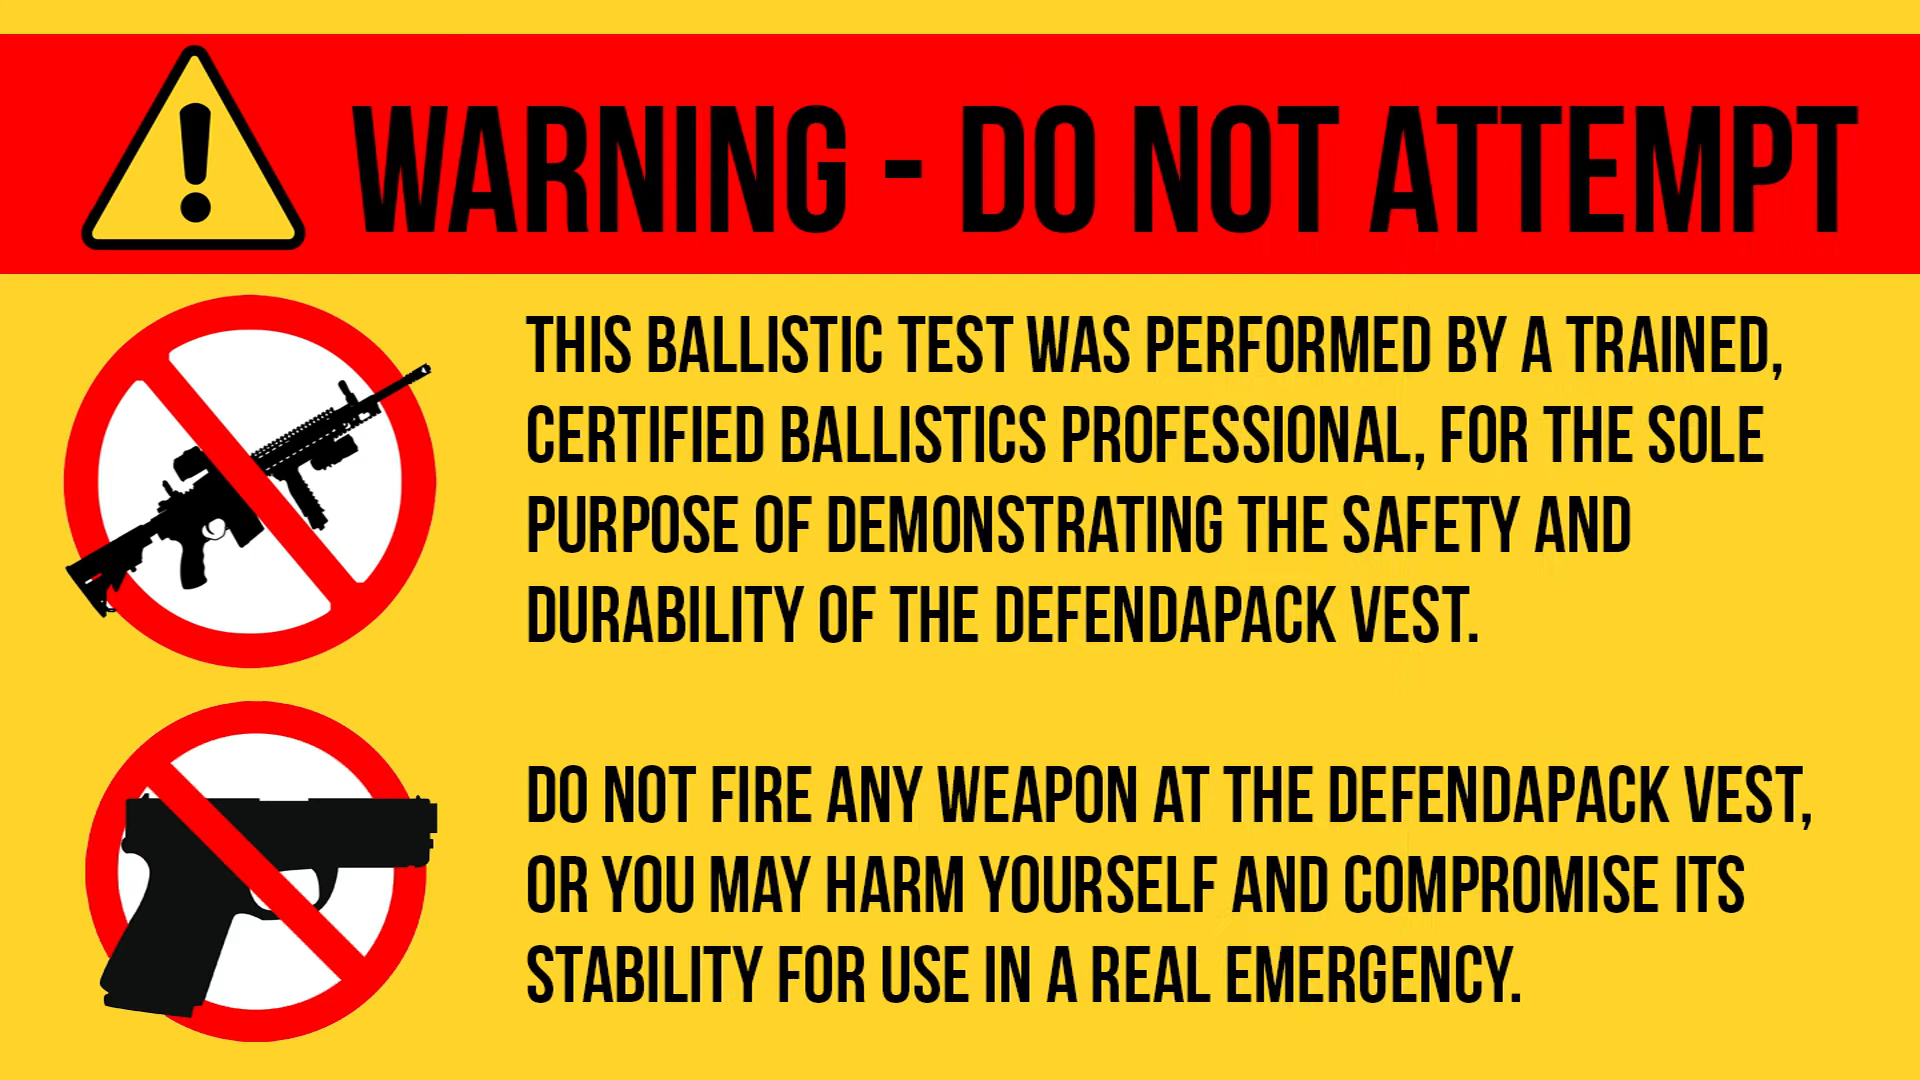 WARNING - DO NOT ATTEMPT
THIS BALLISTIC TEST WAS PERFORMED BY A TRAINED,
CERTIFIED BALLISTICS PROFESSIONAL, FOR THE SOLE
PURPOSE OF DEMONSTRATING THE SAFETY AND
DURABILITY OF THE DEFENDAPACK VEST.
DO NOT FIRE ANY WEAPON AT THE DEFENDAPACK VEST,
OR YOU MAY HARM YOURSELF AND COMPROMISE ITS
STABILITY FOR USE IN A REAL EMERGENCY.